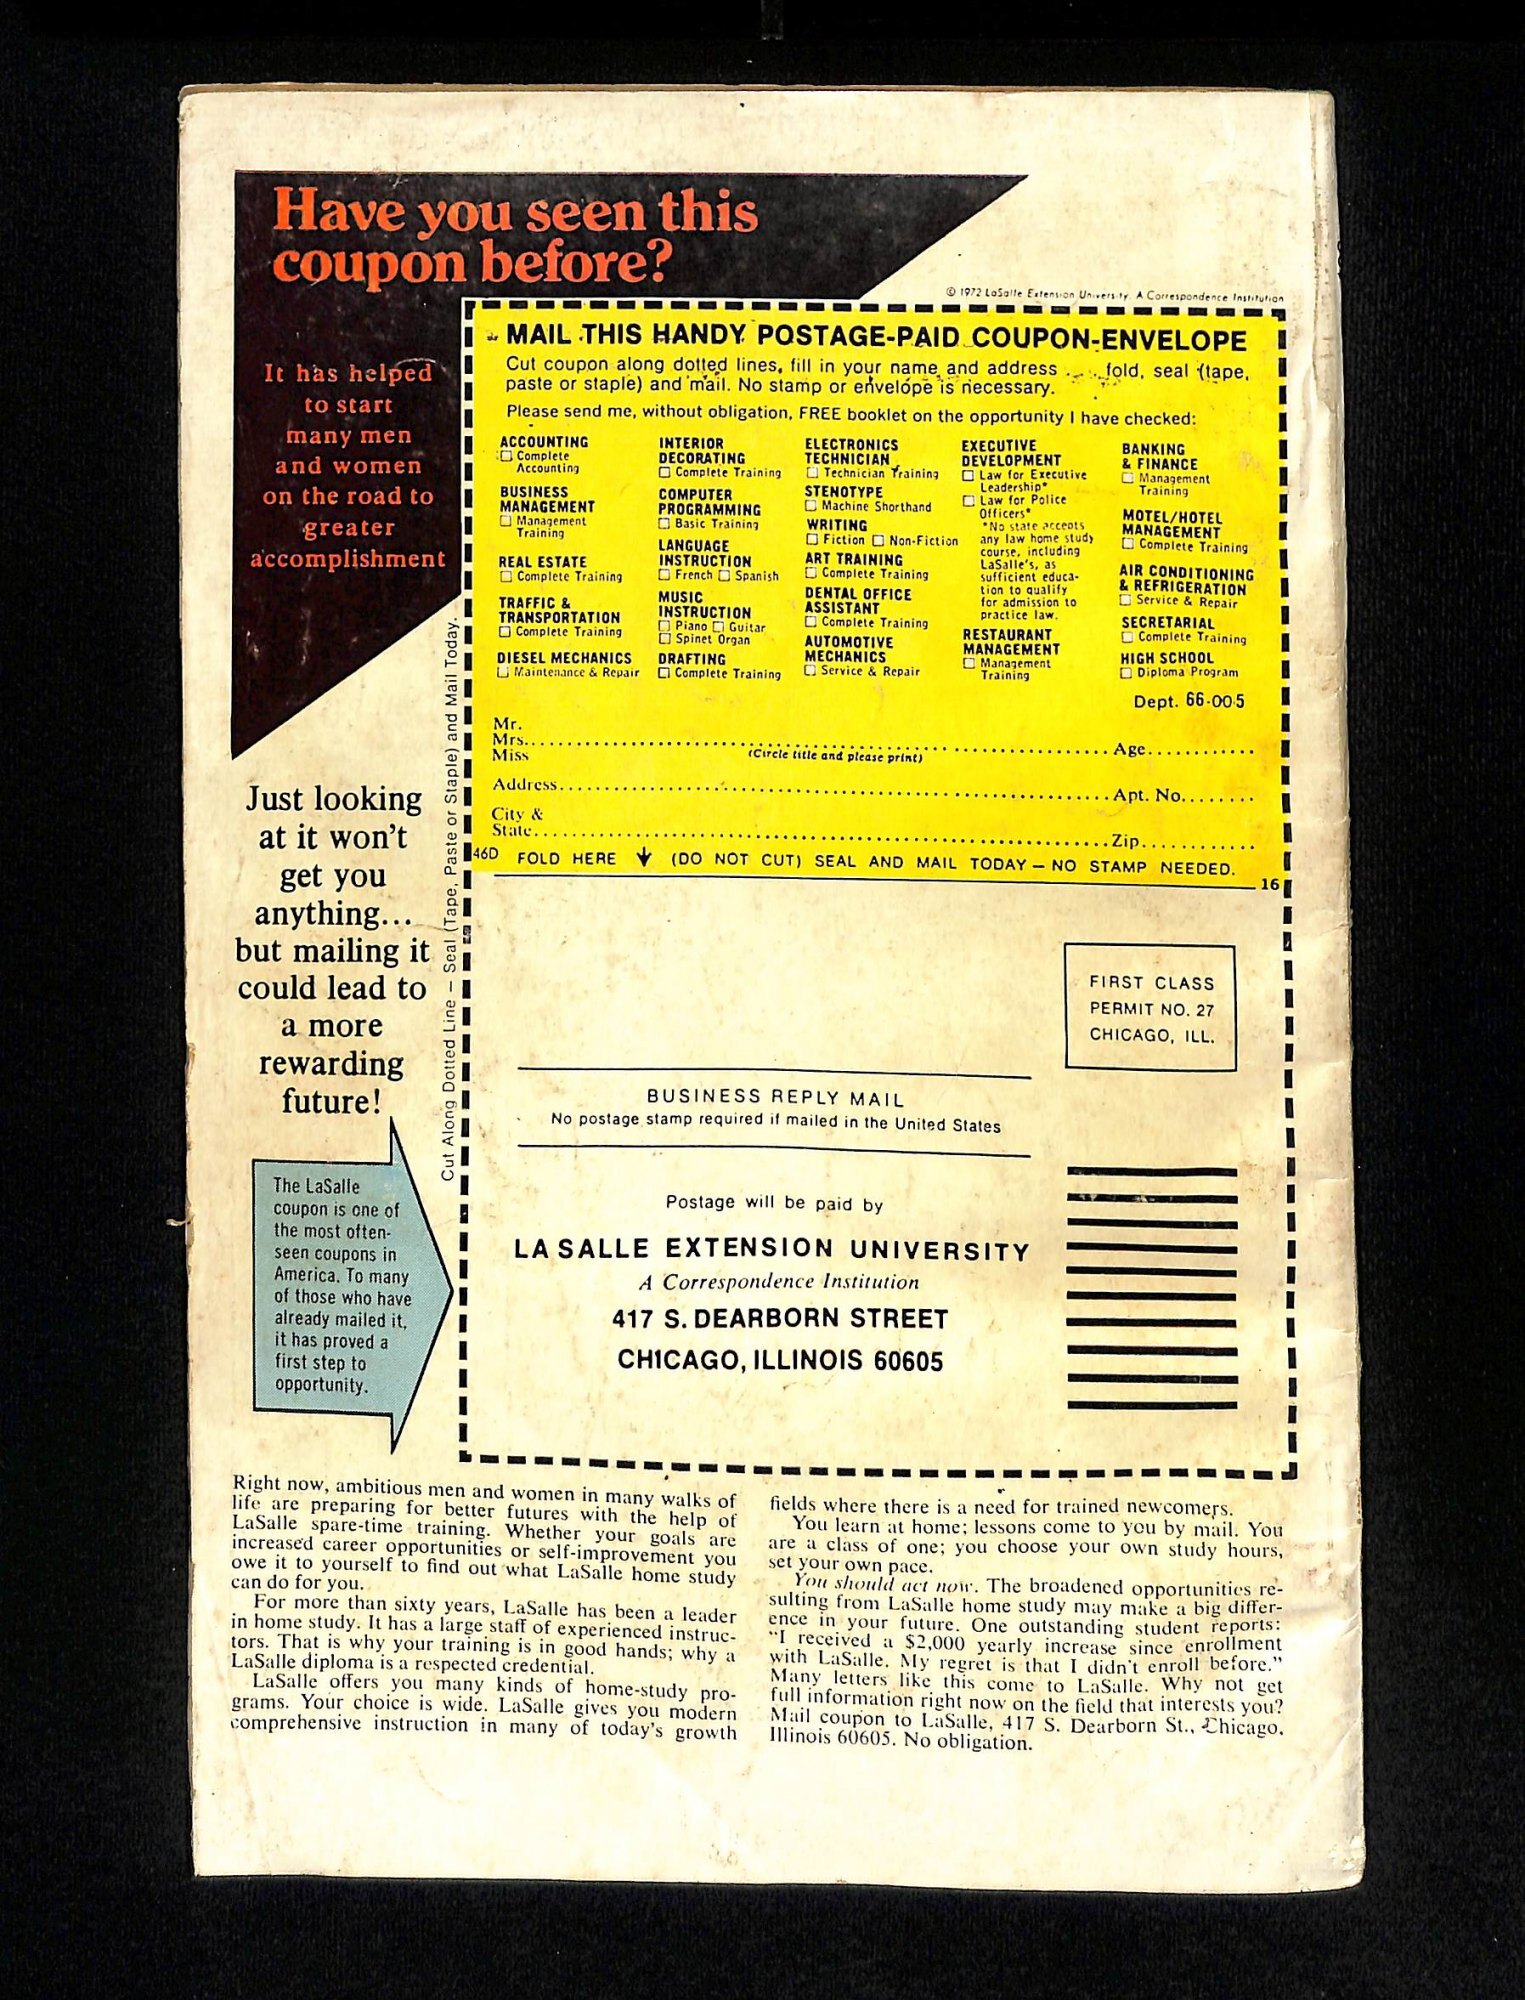 Have you seen this
coupon before?
© 1972 LaSalle Extension University. A Correspondence Institution
It has helped
to start
many men
and women
on the road to
greater
accomplishment
MAIL THIS HANDY POSTAGE-PAID COUPON-ENVELOPE
Cut coupon along dotted lines, fill in your name and address ... fold, seal (tape,
paste or staple) and mail. No stamp or envelope is necessary.
Please send me, without obligation, FREE booklet on the opportunity I have checked:
ACCOUNTING
☐ Complete
Accounting
BUSINESS
MANAGEMENT
☐ Management
Training
REAL ESTATE
☐ Complete Training
TRAFFIC &
TRANSPORTATION
☐ Complete Training
DIESEL MECHANICS
☐ Maintenance & Repair
INTERIOR
DECORATING
☐ Complete Training
COMPUTER
PROGRAMMING
☐ Basic Training
LANGUAGE
INSTRUCTION
☐ French ☐ Spanish
MUSIC
INSTRUCTION
☐ Piano ☐ Guitar
☐ Spinet Organ
DRAFTING
☐ Complete Training
ELECTRONICS
TECHNICIAN
☐ Technician Training
STENOTYPE
☐ Machine Shorthand
WRITING
☐ Fiction ☐ Non-Fiction
ART TRAINING
☐ Complete Training
DENTAL OFFICE
ASSISTANT
☐ Complete Training
AUTOMOTIVE
MECHANICS
☐ Service & Repair
EXECUTIVE
DEVELOPMENT
☐ Law for Executive
Leadership*
☐ Law for Police
Officers*
*No state accepts
any law home study
course, including
LaSalle's, as
sufficient educa-
tion to qualify
for admission to
practice law.
RESTAURANT
MANAGEMENT
☐ Management
Training
BANKING
& FINANCE
☐ Management
Training
MOTEL/HOTEL
MANAGEMENT
☐ Complete Training
AIR CONDITIONING
& REFRIGERATION
☐ Service & Repair
SECRETARIAL
☐ Complete Training
HIGH SCHOOL
☐ Diploma Program
Dept. 66-005
Mr.
Mrs. Age
Miss (Circle title and please print)
Address Apt. No.
City &
State Zip
46D FOLD HERE ↓ (DO NOT CUT) SEAL AND MAIL TODAY — NO STAMP NEEDED.
16
Cut Along Dotted Line — Seal (Tape, Paste or Staple) and Mail Today.
Just looking
at it won't
get you
anything...
but mailing it
could lead to
a more
rewarding
future!
FIRST CLASS
PERMIT NO. 27
CHICAGO, ILL.
BUSINESS REPLY MAIL
No postage stamp required if mailed in the United States
Postage will be paid by
LA SALLE EXTENSION UNIVERSITY
A Correspondence Institution
417 S. DEARBORN STREET
CHICAGO, ILLINOIS 60605
The LaSalle
coupon is one of
the most often-
seen coupons in
America. To many
of those who have
already mailed it,
it has proved a
first step to
opportunity.
Right now, ambitious men and women in many walks of
life are preparing for better futures with the help of
LaSalle spare-time training. Whether your goals are
increased career opportunities or self-improvement you
owe it to yourself to find out what LaSalle home study
can do for you.
For more than sixty years, LaSalle has been a leader
in home study. It has a large staff of experienced instruc-
tors. That is why your training is in good hands; why a
LaSalle diploma is a respected credential.
LaSalle offers you many kinds of home-study pro-
grams. Your choice is wide. LaSalle gives you modern
comprehensive instruction in many of today's growth
fields where there is a need for trained newcomers.
You learn at home; lessons come to you by mail. You
are a class of one; you choose your own study hours,
set your own pace.
You should act now. The broadened opportunities re-
sulting from LaSalle home study may make a big differ-
ence in your future. One outstanding student reports:
"I received a $2,000 yearly increase since enrollment
with LaSalle. My regret is that I didn't enroll before."
Many letters like this come to LaSalle. Why not get
full information right now on the field that interests you?
Mail coupon to LaSalle, 417 S. Dearborn St., Chicago,
Illinois 60605. No obligation.